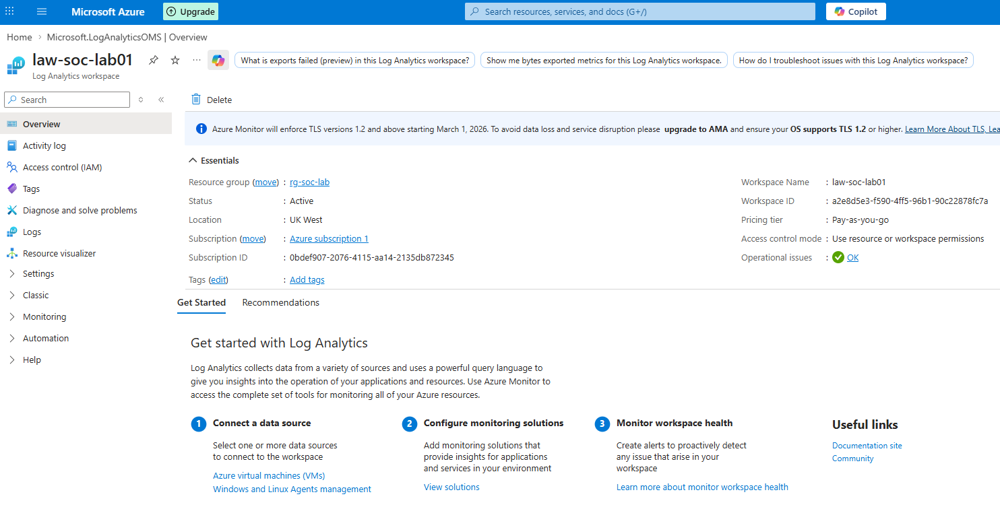 Microsoft Azure
Upgrade
Search resources, services, and docs (G+/)
Copilot
Home > Microsoft.LogAnalyticsOMS | Overview
law-soc-lab01
Log Analytics workspace
What is exports failed (preview) in this Log Analytics workspace?
Show me bytes exported metrics for this Log Analytics workspace.
How do I troubleshoot issues with this Log Analytics workspace?
Search
Overview
Activity log
Access control (IAM)
Tags
Diagnose and solve problems
Logs
Resource visualizer
Settings
Classic
Monitoring
Automation
Help
Delete
Azure Monitor will enforce TLS versions 1.2 and above starting March 1, 2026. To avoid data loss and service disruption please upgrade to AMA and ensure your OS supports TLS 1.2 or higher. Learn More About TLS, Lea
Essentials
Resource group (move) : rg-soc-lab
Status : Active
Location : UK West
Subscription (move) : Azure subscription 1
Subscription ID : 0bdef907-2076-4115-aa14-2135db872345
Tags (edit) : Add tags
Workspace Name : law-soc-lab01
Workspace ID : a2e8d5e3-f590-4ff5-96b1-90c22878fc7a
Pricing tier : Pay-as-you-go
Access control mode : Use resource or workspace permissions
Operational issues : OK
Get Started
Recommendations
Get started with Log Analytics
Log Analytics collects data from a variety of sources and uses a powerful query language to
give you insights into the operation of your applications and resources. Use Azure Monitor to
access the complete set of tools for monitoring all of your Azure resources.
1 Connect a data source
Select one or more data sources
to connect to the workspace
Azure virtual machines (VMs)
Windows and Linux Agents management
2 Configure monitoring solutions
Add monitoring solutions that
provide insights for applications
and services in your environment
View solutions
3 Monitor workspace health
Create alerts to proactively detect
any issue that arise in your
workspace
Learn more about monitor workspace health
Useful links
Documentation site
Community